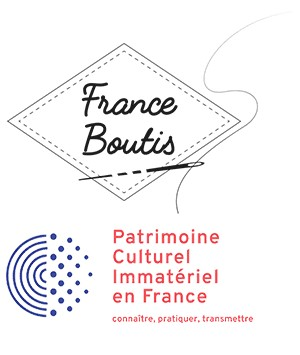 France
Boutis
Patrimoine
Culturel
Immatériel
en France
connaître, pratiquer, transmettre